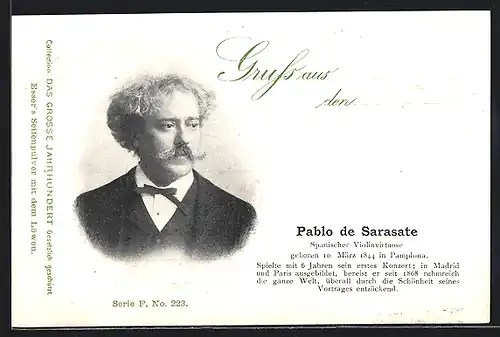 Collection DAS GROSSE JAHRHUNDERT Gesetzlich geschützt.
Esser's Seifenpulver mit dem Löwen.
Gruß aus
den
Pablo de Sarasate
Spanischer Violinvirtuose
geboren 10. März 1844 in Pamplona.
Spielte mit 6 Jahren sein erstes Konzert; in Madrid
und Paris ausgebildet, bereist er seit 1868 ruhmreich
die ganze Welt, überall durch die Schönheit seines
Vortrages entzückend.
Serie F, No. 223.